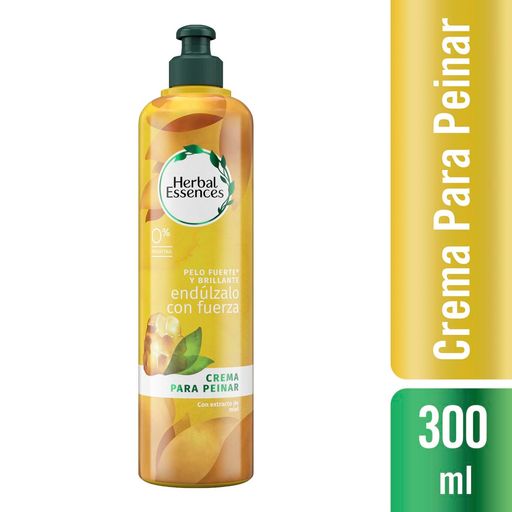 Herbal
Essences
0%
PELO FUERTE*
Y BRILLANTE
endúlzalo
con fuerza
CREMA
PARA PEINAR
Con extracto de
miel
Crema Para Peinar
300
ml